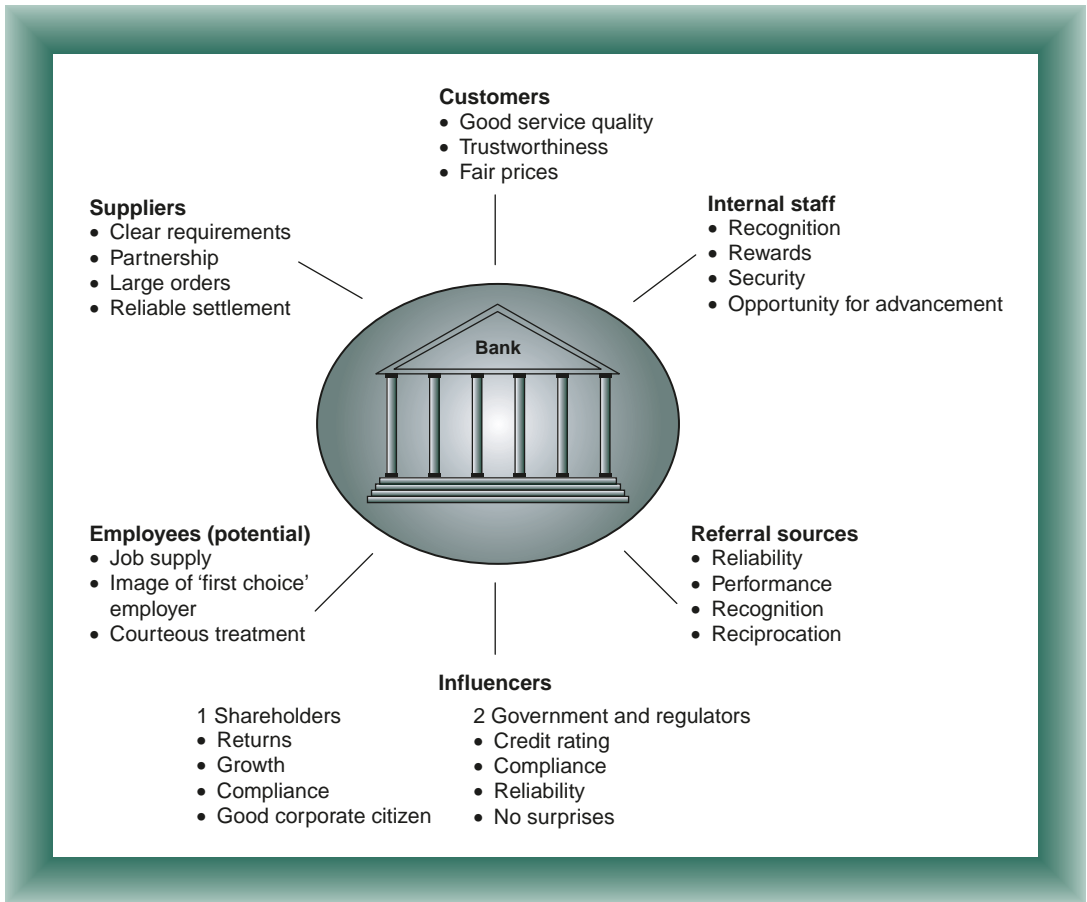 Customers
• Good service quality
• Trustworthiness
• Fair prices
Suppliers
• Clear requirements
• Partnership
• Large orders
• Reliable settlement
Internal staff
• Recognition
• Rewards
• Security
• Opportunity for advancement
Bank
Employees (potential)
• Job supply
• Image of ‘first choice’
employer
• Courteous treatment
Referral sources
• Reliability
• Performance
• Recognition
• Reciprocation
Influencers
1 Shareholders
• Returns
• Growth
• Compliance
• Good corporate citizen
2 Government and regulators
• Credit rating
• Compliance
• Reliability
• No surprises